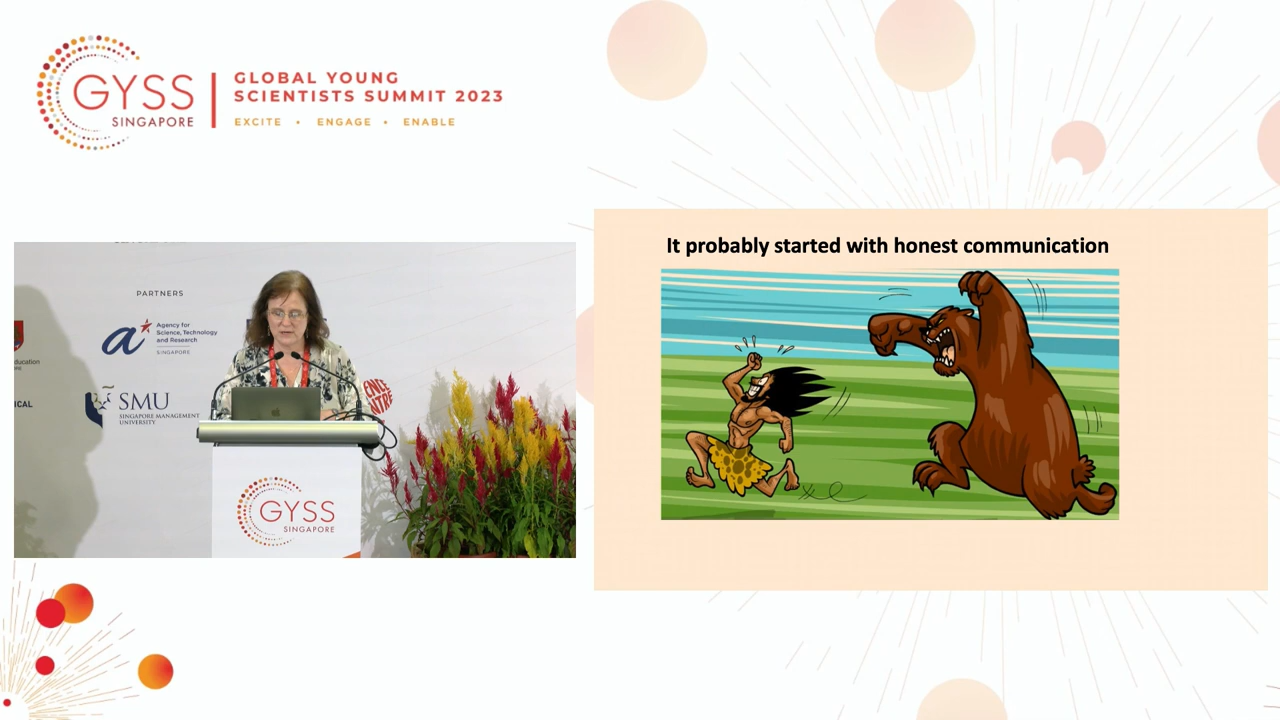 GYSS
SINGAPORE
GLOBAL YOUNG
SCIENTISTS SUMMIT 2023
EXCITE • ENGAGE • ENABLE
PARTNERS
Agency for
Science, Technology
and Research
SINGAPORE
SMU
SINGAPORE MANAGEMENT
UNIVERSITY
ICAL
GYSS
SINGAPORE
It probably started with honest communication